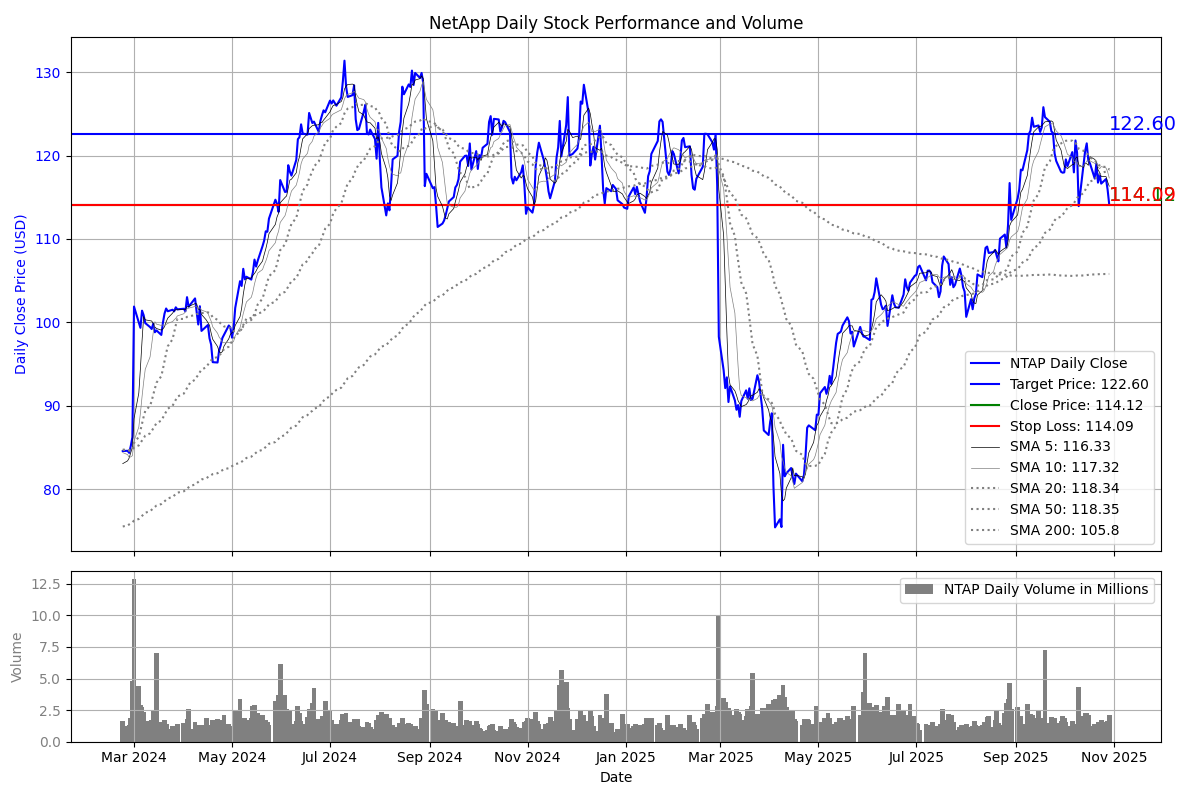 NetApp Daily Stock Performance and Volume
Daily Close Price (USD)
130
120
110
100
90
80
122.60
114.09
NTAP Daily Close
Target Price: 122.60
Close Price: 114.12
Stop Loss: 114.09
SMA 5: 116.33
SMA 10: 117.32
SMA 20: 118.34
SMA 50: 118.35
SMA 200: 105.8
Volume
12.5
10.0
7.5
5.0
2.5
0.0
NTAP Daily Volume in Millions
Mar 2024 May 2024 Jul 2024 Sep 2024 Nov 2024 Jan 2025 Mar 2025 May 2025 Jul 2025 Sep 2025 Nov 2025
Date